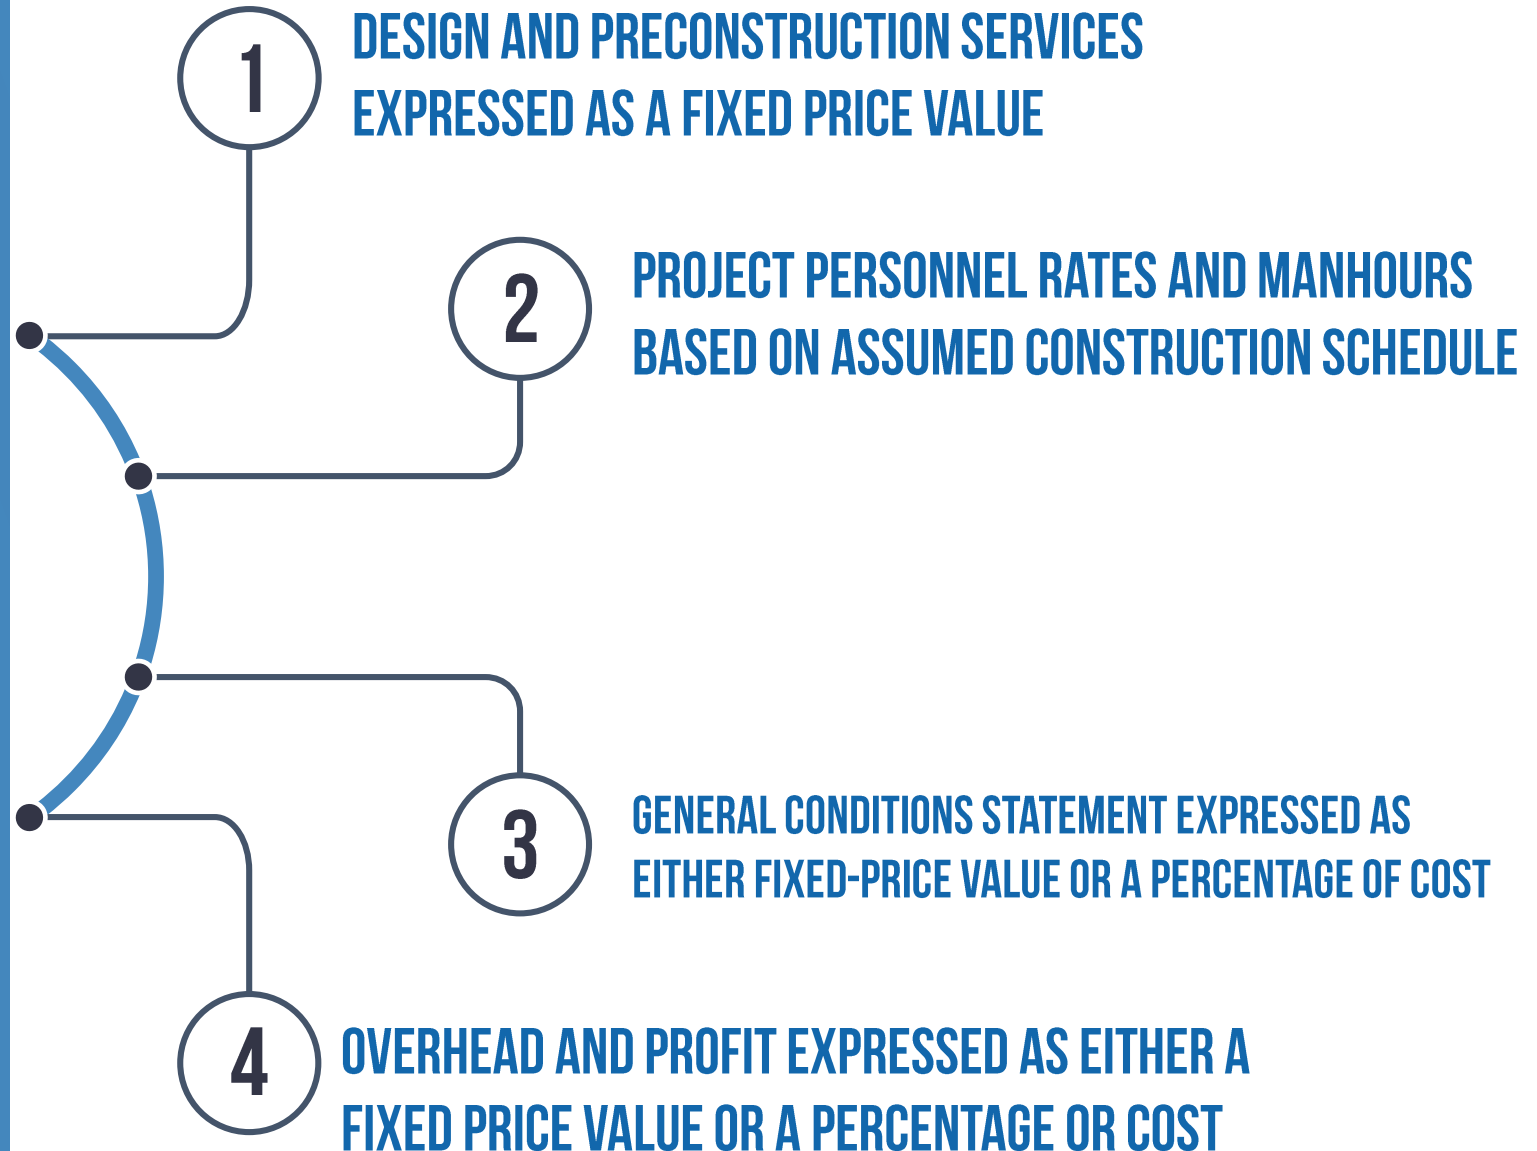 1
DESIGN AND PRECONSTRUCTION SERVICES
EXPRESSED AS A FIXED PRICE VALUE
2
PROJECT PERSONNEL RATES AND MANHOURS
BASED ON ASSUMED CONSTRUCTION SCHEDULE
3
GENERAL CONDITIONS STATEMENT EXPRESSED AS
EITHER FIXED-PRICE VALUE OR A PERCENTAGE OF COST
4
OVERHEAD AND PROFIT EXPRESSED AS EITHER A
FIXED PRICE VALUE OR A PERCENTAGE OR COST